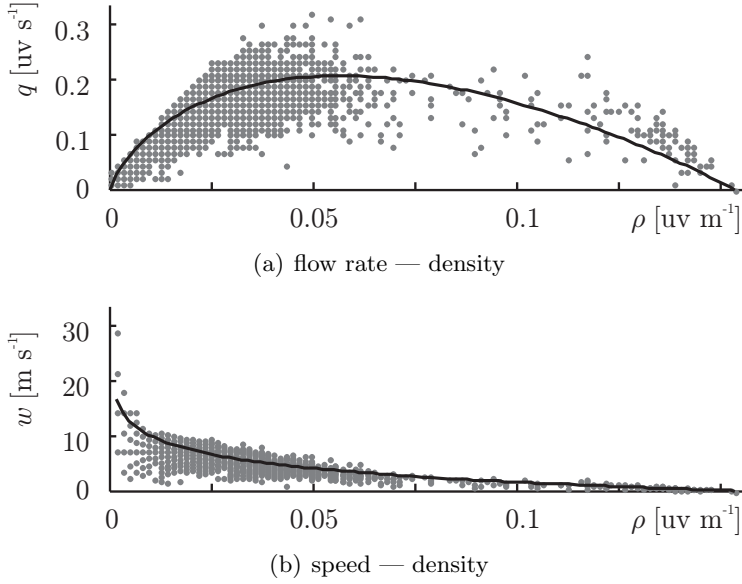 q [uv s⁻¹]
0.3
0.2
0.1
0
0 0.05 0.1 ρ [uv m⁻¹]
(a) flow rate — density
w [m s⁻¹]
30
20
10
0
0 0.05 0.1 ρ [uv m⁻¹]
(b) speed — density